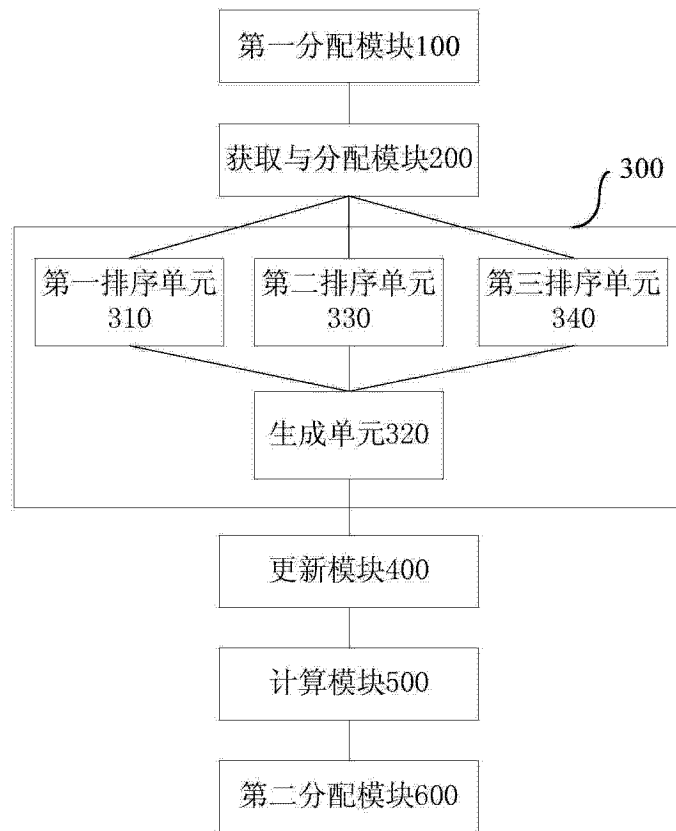 第一分配模块100
获取与分配模块200
300
第一排序单元
310
第二排序单元
330
第三排序单元
340
生成单元320
更新模块400
计算模块500
第二分配模块600